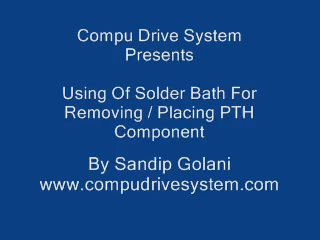 Compu Drive System
Presents
Using Of Solder Bath For
Removing / Placing PTH
Component
By Sandip Golani
www.compudrivesystem.com